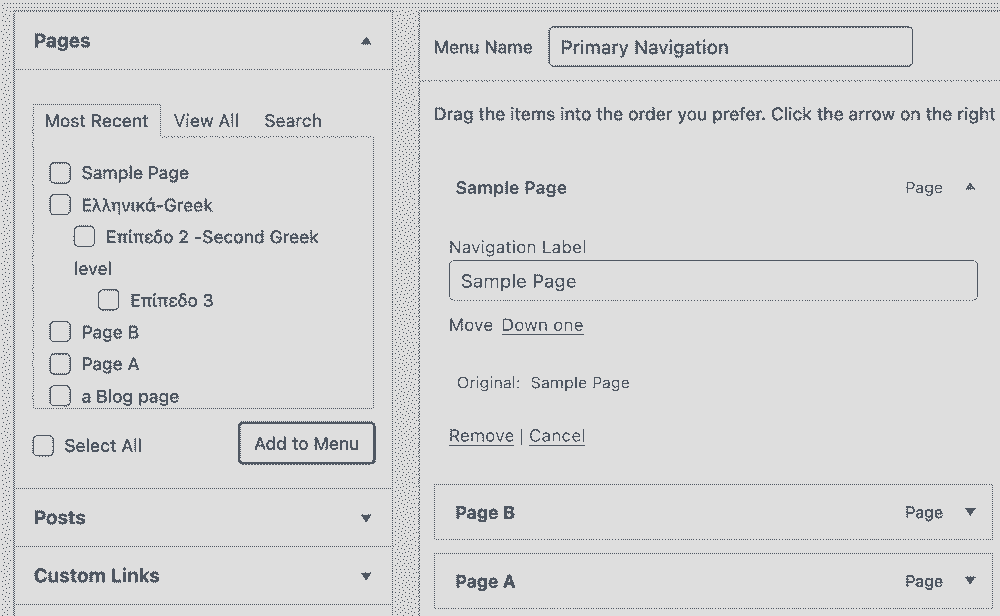 Pages
Most Recent View All Search
Sample Page
Ελληνικά-Greek
Επίπεδο 2 -Second Greek
level
Επίπεδο 3
Page B
Page A
a Blog page
Select All Add to Menu
Posts
Custom Links
Menu Name Primary Navigation
Drag the items into the order you prefer. Click the arrow on the right
Sample Page Page
Navigation Label
Sample Page
Move Down one
Original: Sample Page
Remove | Cancel
Page B Page
Page A Page